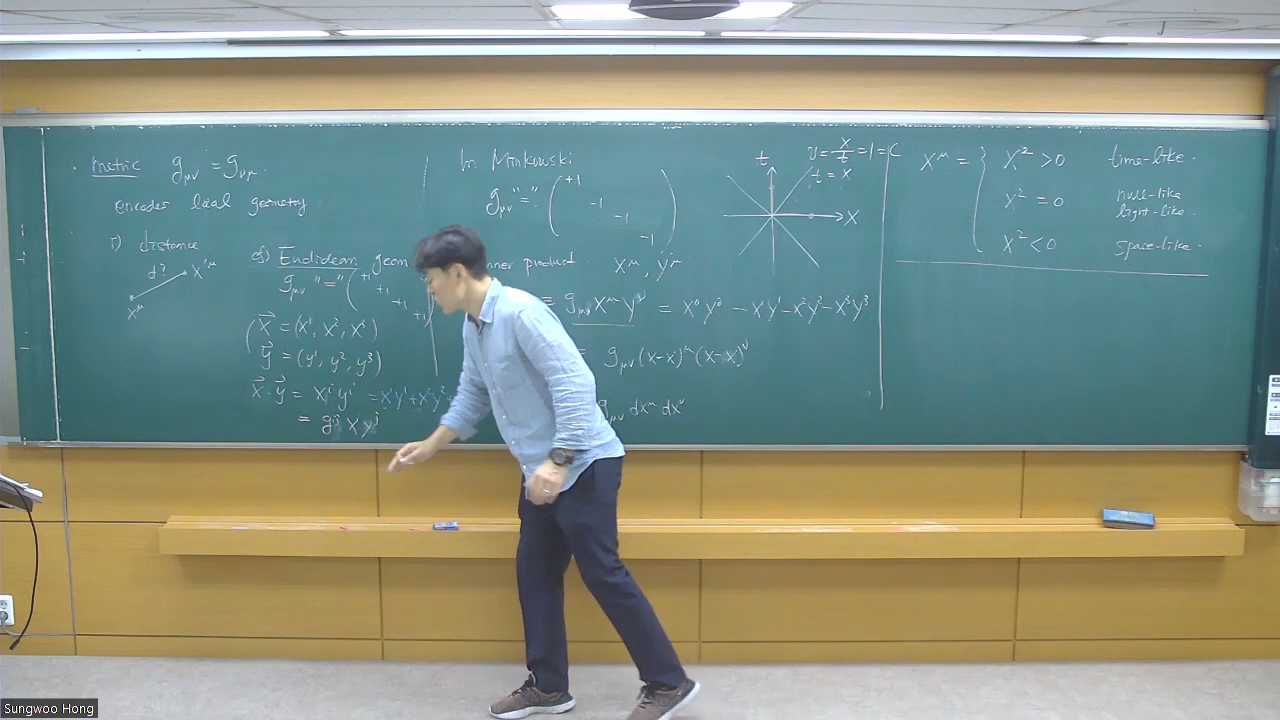 metric g_μν = g_νμ.
encodes local geometry
1) distance
d?
x'^μ
x^μ
cf) Euclidean geom
g_μν "=" ( +1 +1 +1 +1
x⃗ = (x¹, x², x³)
y⃗ = (y¹, y², y³)
x⃗ · y⃗ = x^i y^i = x¹y¹ + x²y²
In Minkowski
g_μν "=" ( +1 -1 -1 -1 )
inner product x^μ, y^μ
= g_μν x^μ y^ν = x⁰y⁰ - x¹y¹ - x²y² - x³y³
= g_μν (x-x)^μ (x-x)^ν
g_μν dx^μ dx^ν
t
x
v = x/t = 1 = c
t = x
x^μ = { x² > 0 time-like.
x² = 0 null-like
light-like.
x² < 0 space-like.
Sungwoo Hong